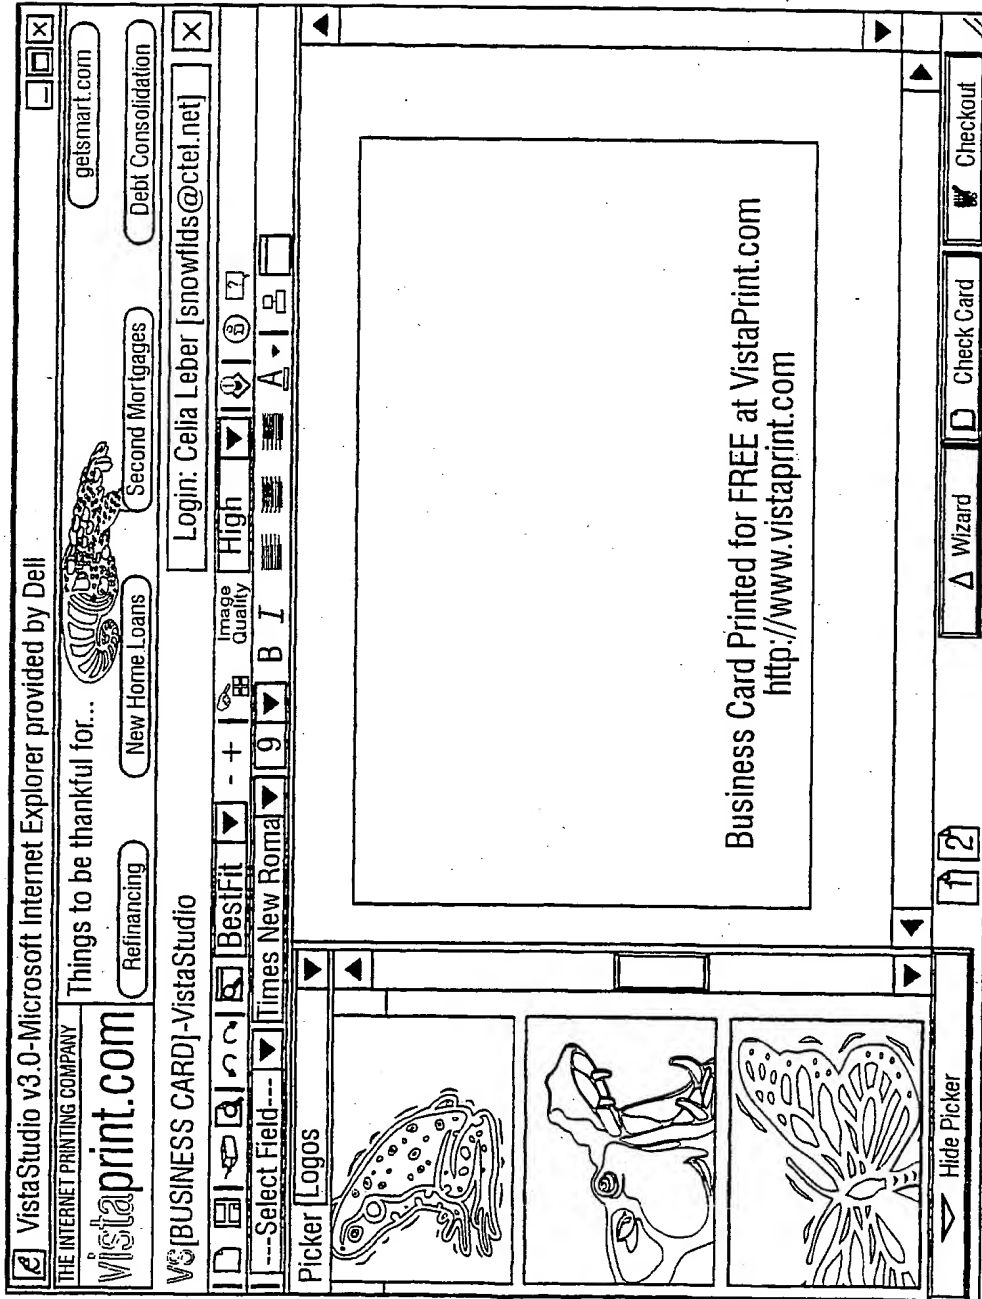 VistaStudio v3.0-Microsoft Internet Explorer provided by Dell
THE INTERNET PRINTING COMPANY
vistaprint.com
Things to be thankful for...
getsmart.com
Refinancing
New Home Loans
Second Mortgages
Debt Consolidation
VS[BUSINESS CARD]-VistaStudio
Login: Celia Leber [snowflds@ctel.net]
BestFit - + Image Quality High ?
----Select Field---- Times New Roma 9 B I A
Picker Logos
Business Card Printed for FREE at VistaPrint.com
http://www.vistaprint.com
Hide Picker
1 2
Wizard
Check Card
Checkout